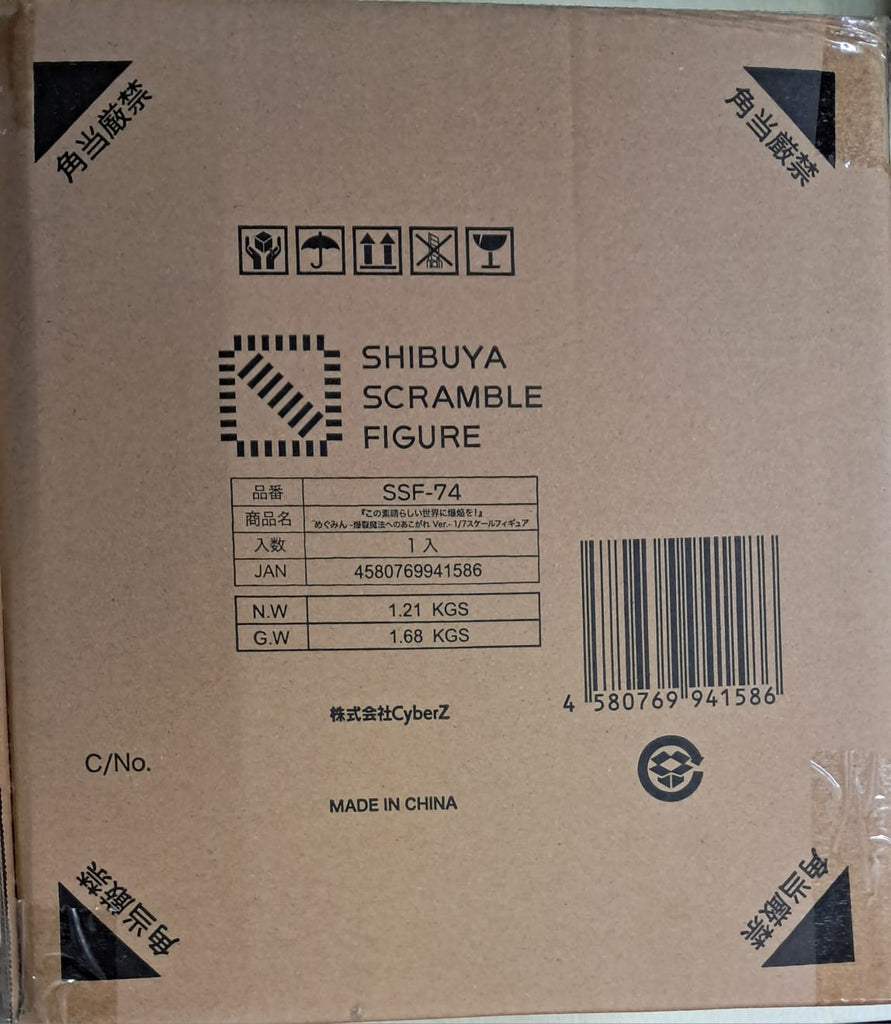 角当厳禁
角当厳禁
SHIBUYA
SCRAMBLE
FIGURE
品番 SSF-74
商品名 『この素晴らしい世界に爆焔を!』
めぐみん -爆裂魔法へのあこがれ Ver.- 1/7スケールフィギュア
入数 1 入
JAN 4580769941586
N.W 1.21 KGS
G.W 1.68 KGS
4 580769 941586
株式会社CyberZ
C/No.
MADE IN CHINA
角当厳禁
角当厳禁